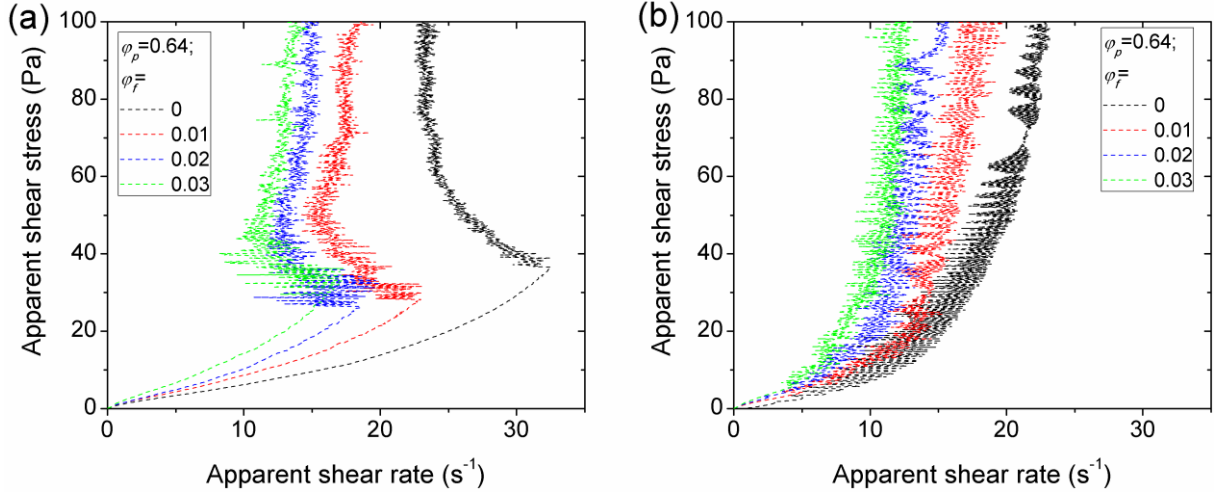 (a)
100
80
60
40
20
0
Apparent shear stress (Pa)
φp=0.64;
φf=
0
0.01
0.02
0.03
0 10 20 30
Apparent shear rate (s⁻¹)
(b)
100
80
60
40
20
0
Apparent shear stress (Pa)
φp=0.64;
φf=
0
0.01
0.02
0.03
0 10 20 30
Apparent shear rate (s⁻¹)